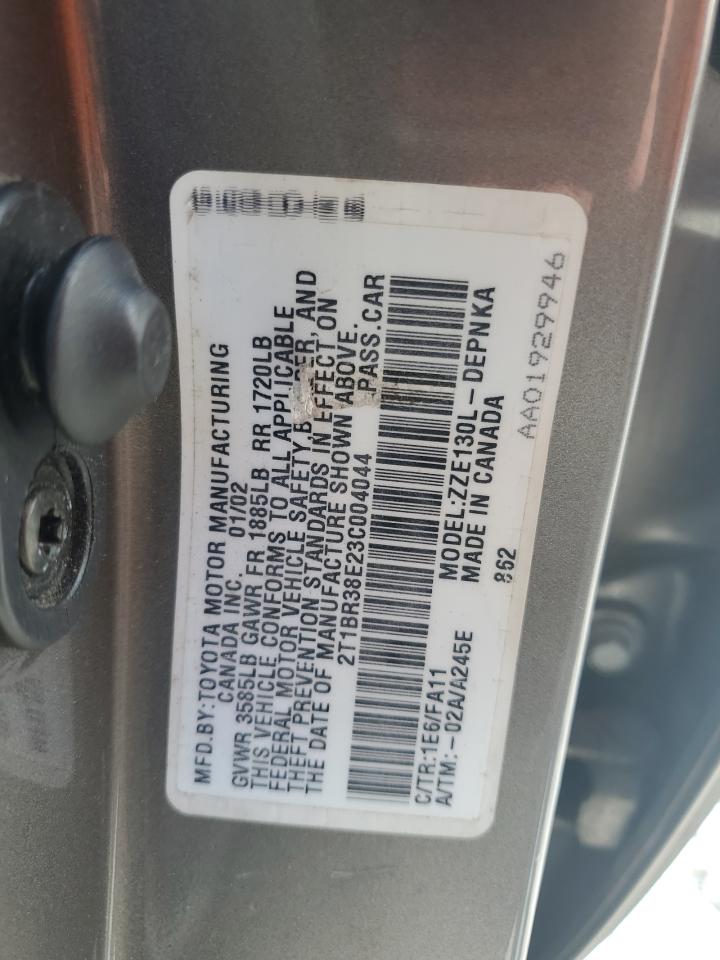 MFD.BY:TOYOTA MOTOR MANUFACTURING
CANADA INC. 01/02
GVWR 3585LB GAWR FR 1885LB RR 1720LB
THIS VEHICLE CONFORMS TO ALL APPLICABLE
FEDERAL MOTOR VEHICLE SAFETY, AND
THEFT PREVENTION STANDARDS IN EFFECT ON
THE DATE OF MANUFACTURE SHOWN ABOVE.
2T1BR38E23C004044 PASS.CAR
C/TR:1E6/FA11 MODEL:ZZE130L-DEPNKA
A/TM:-02A/A245E MADE IN CANADA
862
AA01929946